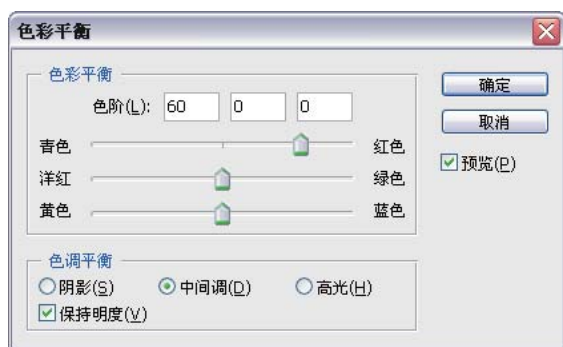 色彩平衡
色彩平衡
色阶(L): 60 0 0
青色 红色
洋红 绿色
黄色 蓝色
确定
取消
预览(P)
色调平衡
阴影(S) 中间调(D) 高光(H)
保持明度(V)